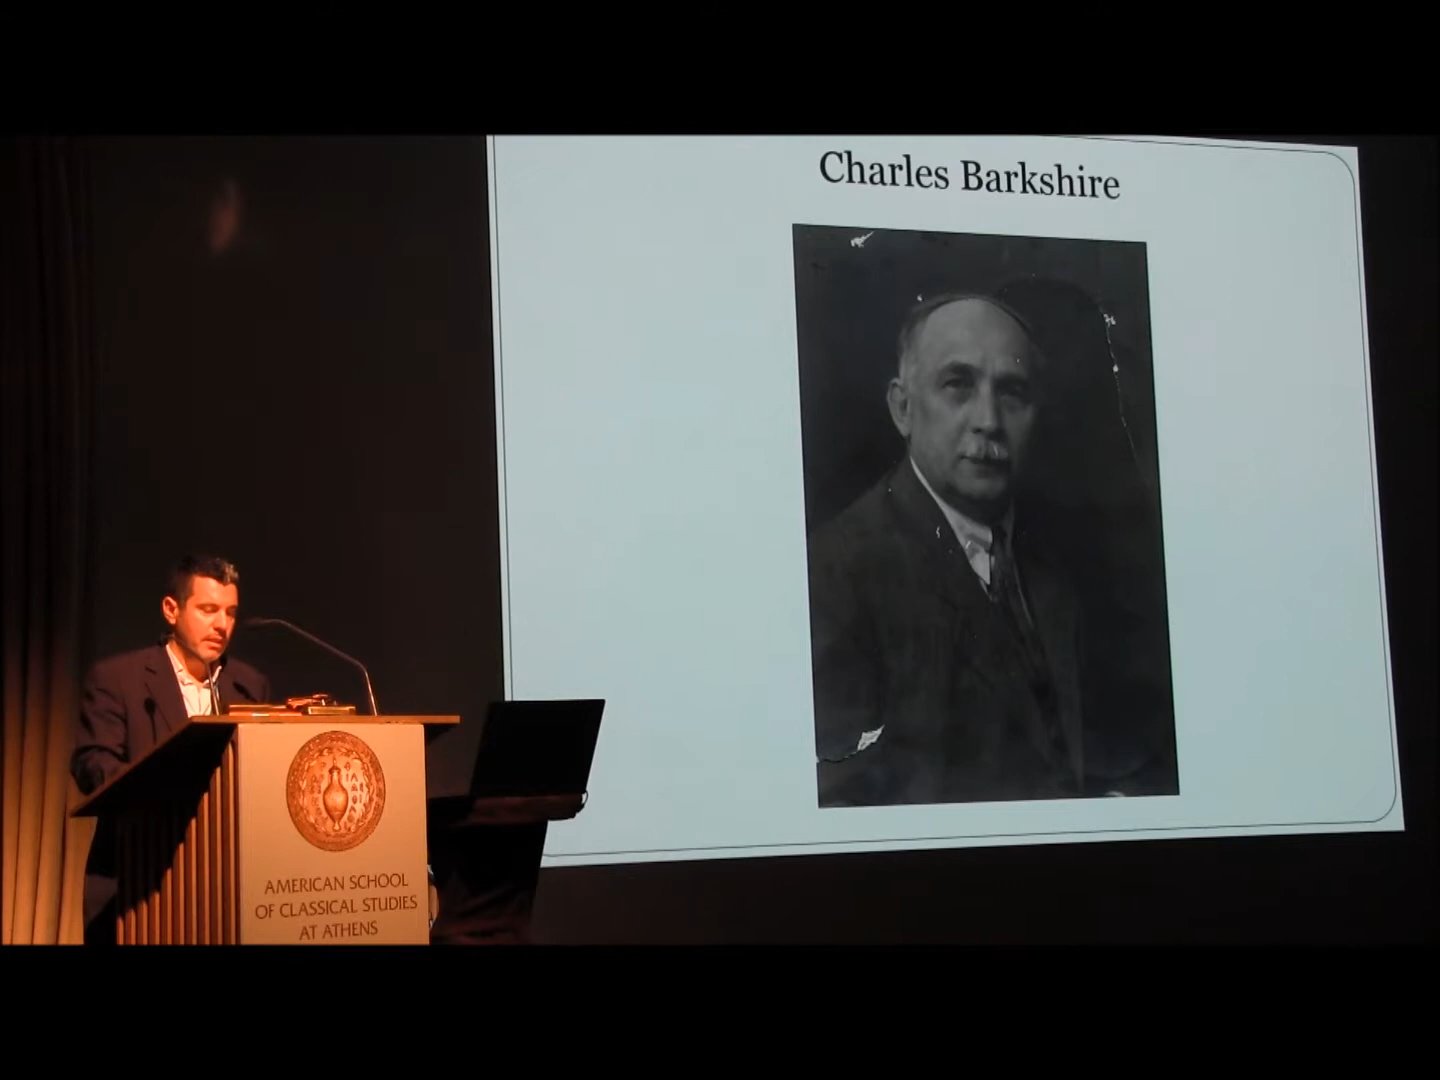 Charles Barkshire
AMERICAN SCHOOL
OF CLASSICAL STUDIES
AT ATHENS